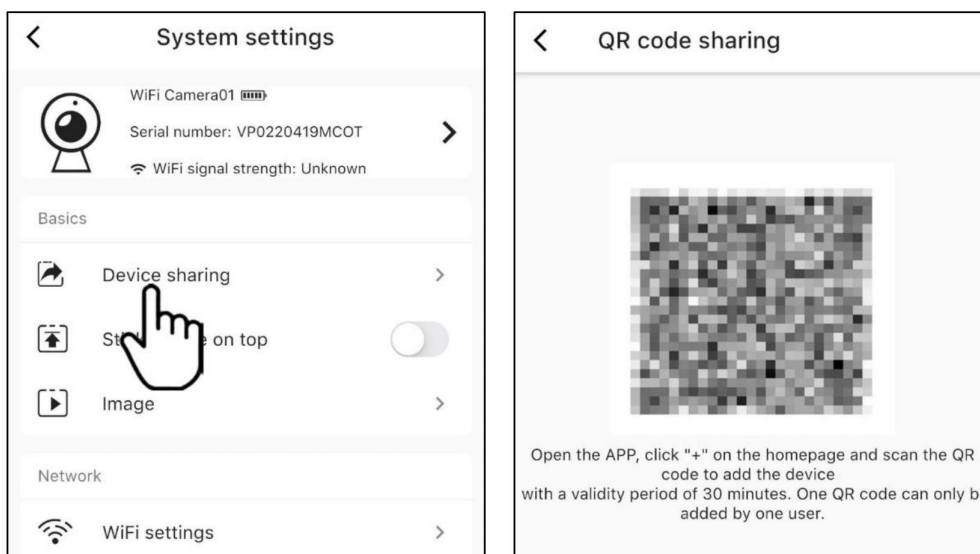 System settings
WiFi Camera01
Serial number: VP0220419MCOT
WiFi signal strength: Unknown
Basics
Device sharing
on top
Image
Network
WiFi settings
QR code sharing
Open the APP, click "+" on the homepage and scan the QR
code to add the device
with a validity period of 30 minutes. One QR code can only b
added by one user.